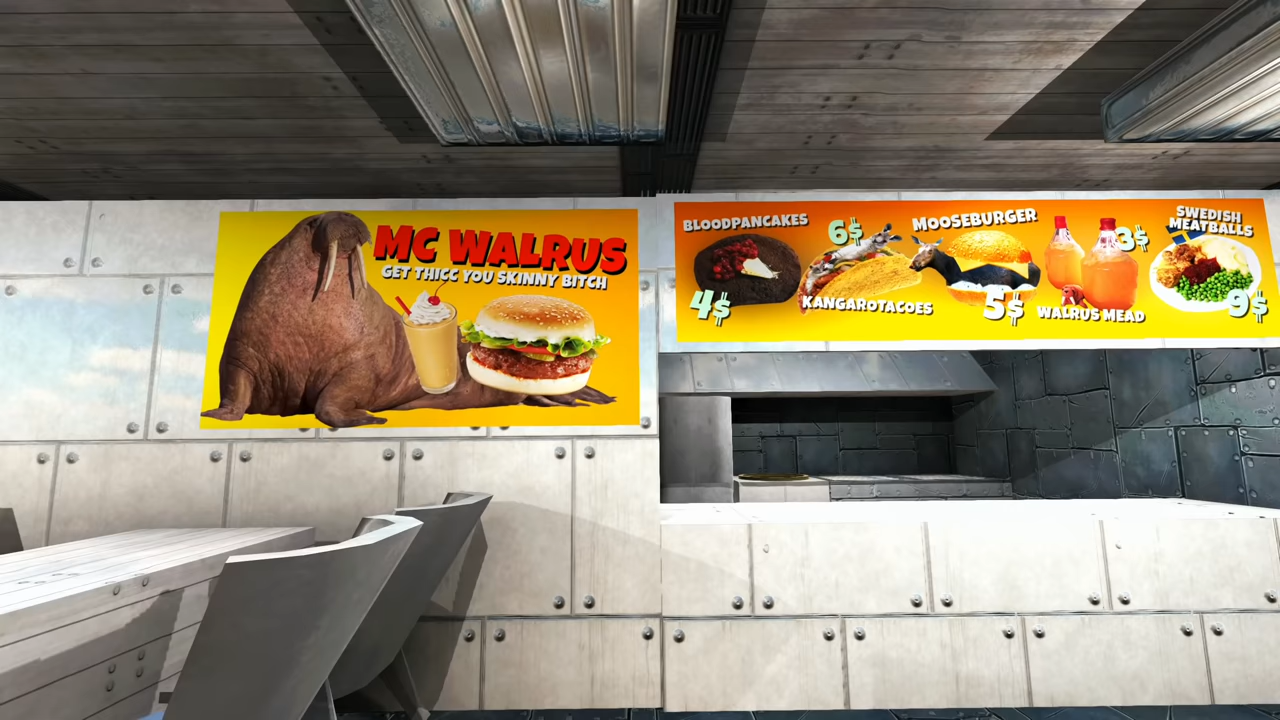 MC WALRUS
GET THICC YOU SKINNY BITCH
BLOODPANCAKES
4$
6$
KANGAROTACOES
MOOSEBURGER
5$
3$
WALRUS MEAD
SWEDISH
MEATBALLS
9$